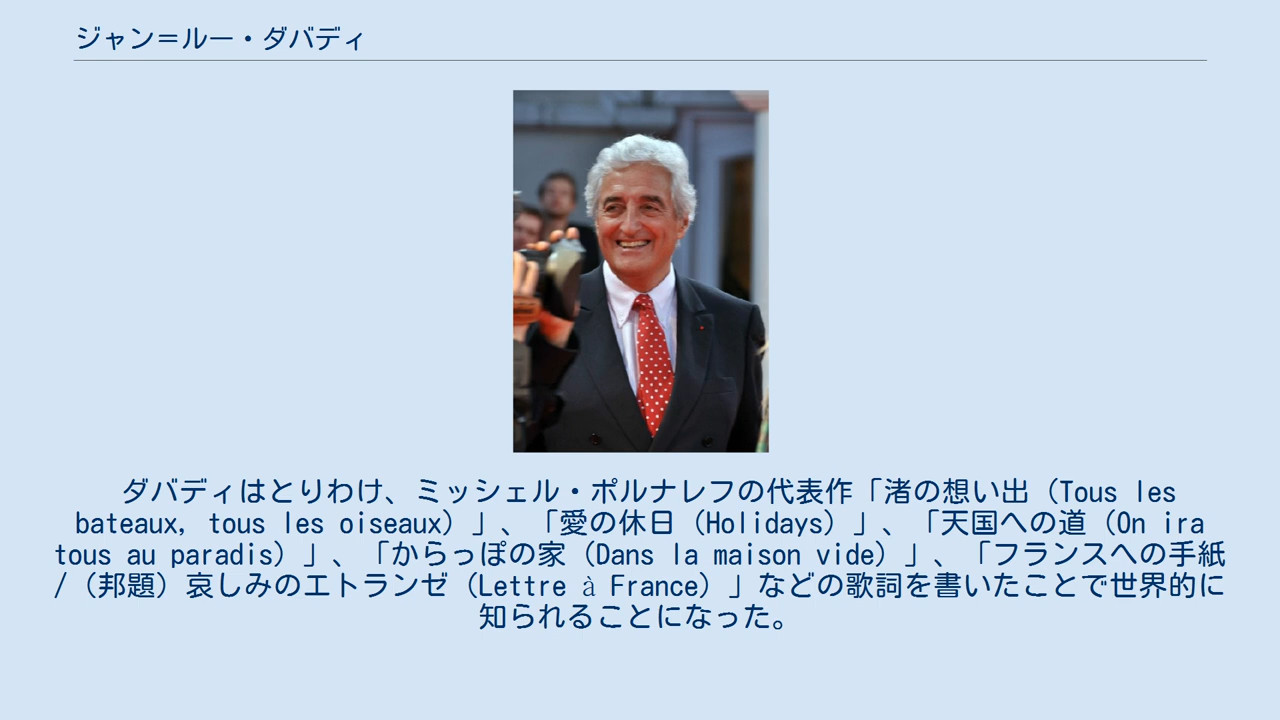 ジャン＝ルー・ダバディ
ダバディはとりわけ、ミッシェル・ポルナレフの代表作「渚の想い出（Tous les
bateaux, tous les oiseaux）」、「愛の休日（Holidays）」、「天国への道（On ira
tous au paradis）」、「からっぽの家（Dans la maison vide）」、「フランスへの手紙
/（邦題）哀しみのエトランゼ（Lettre à France）」などの歌詞を書いたことで世界的に
知られることになった。